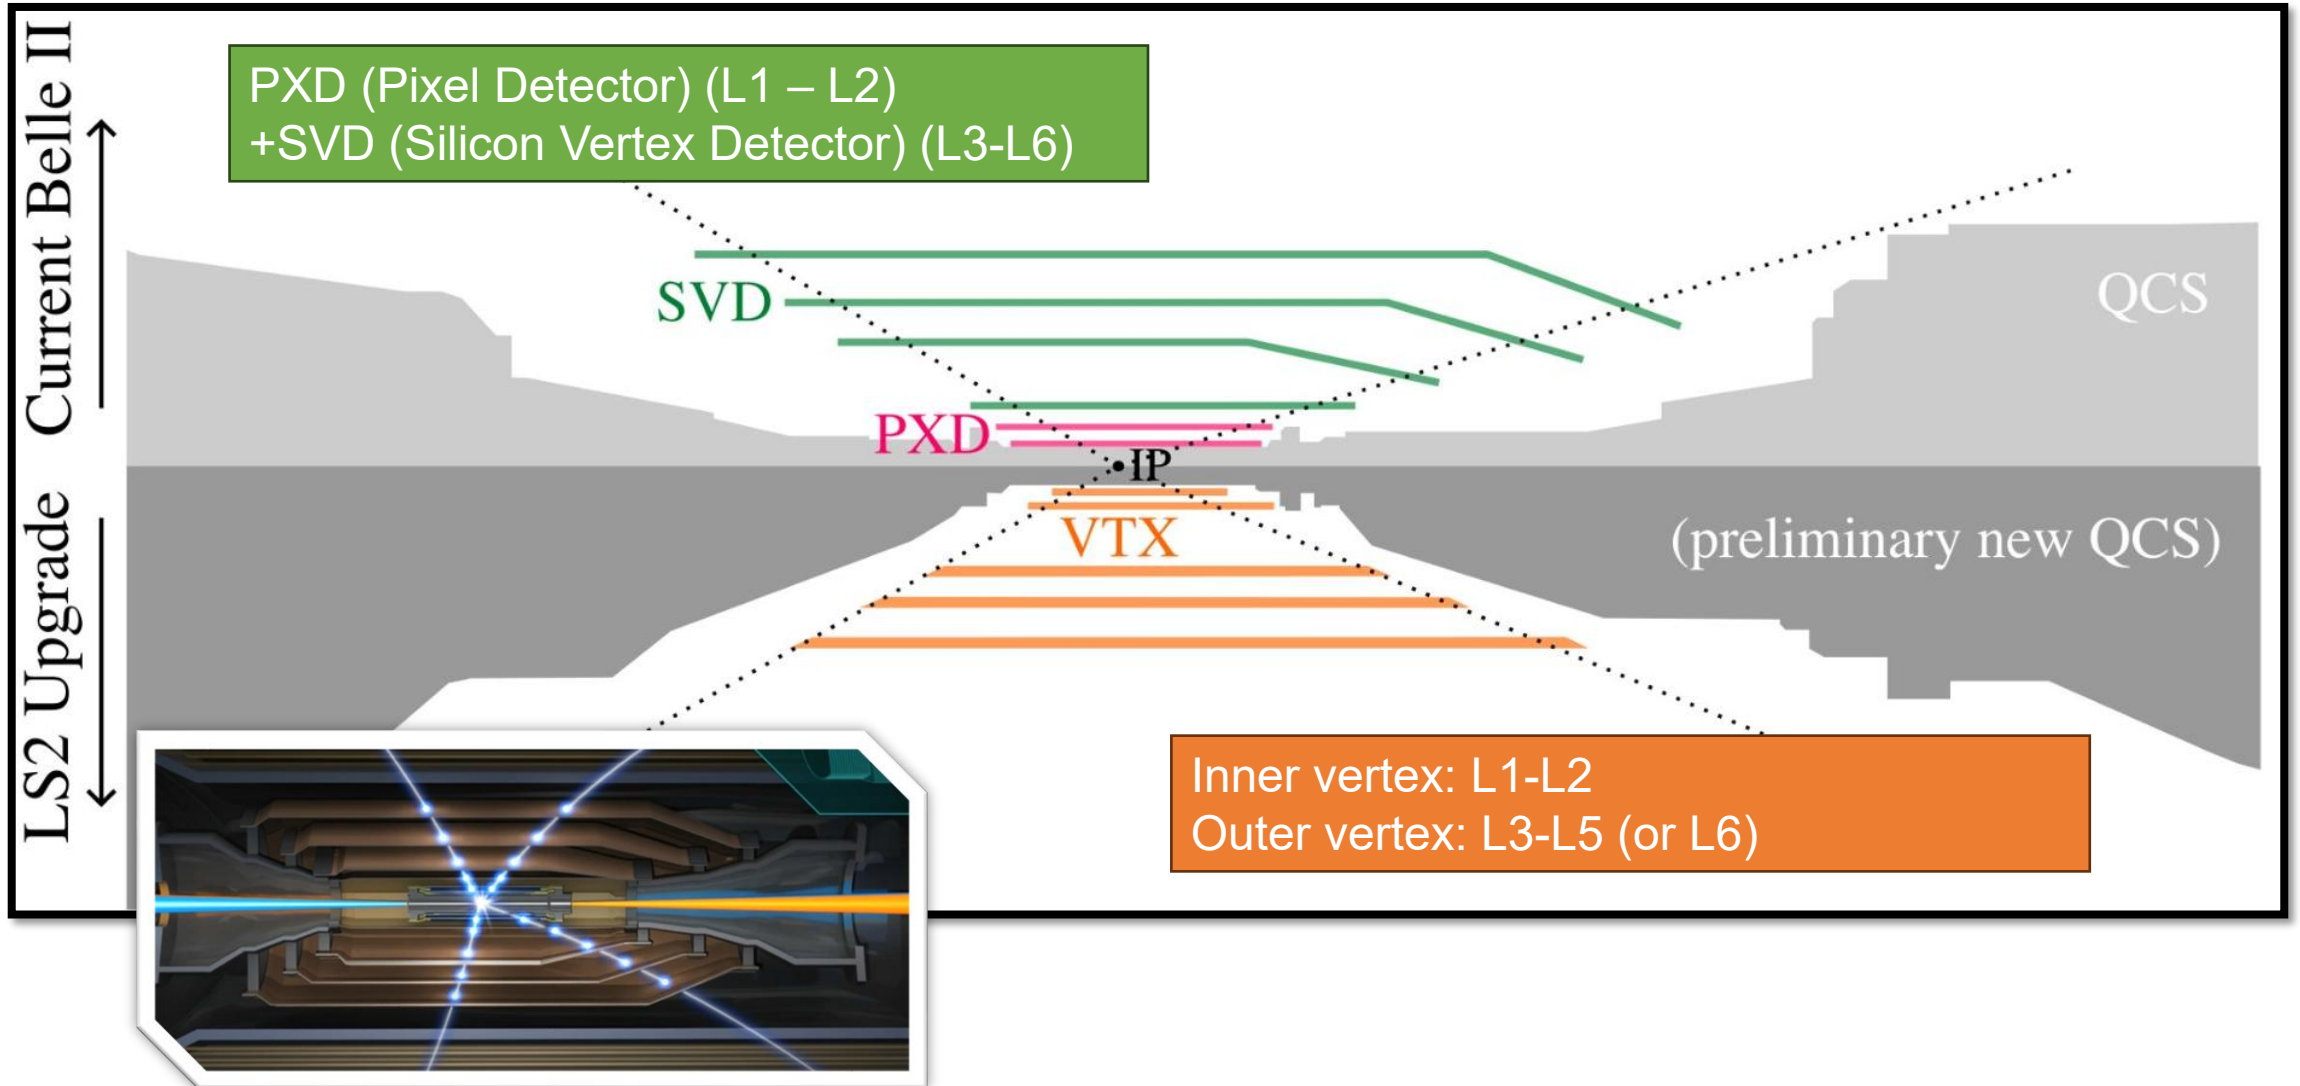 Current Belle II
PXD (Pixel Detector) (L1 – L2)
+SVD (Silicon Vertex Detector) (L3-L6)
SVD
QCS
PXD
IP
LS2 Upgrade
VTX
(preliminary new QCS)
Inner vertex: L1-L2
Outer vertex: L3-L5 (or L6)